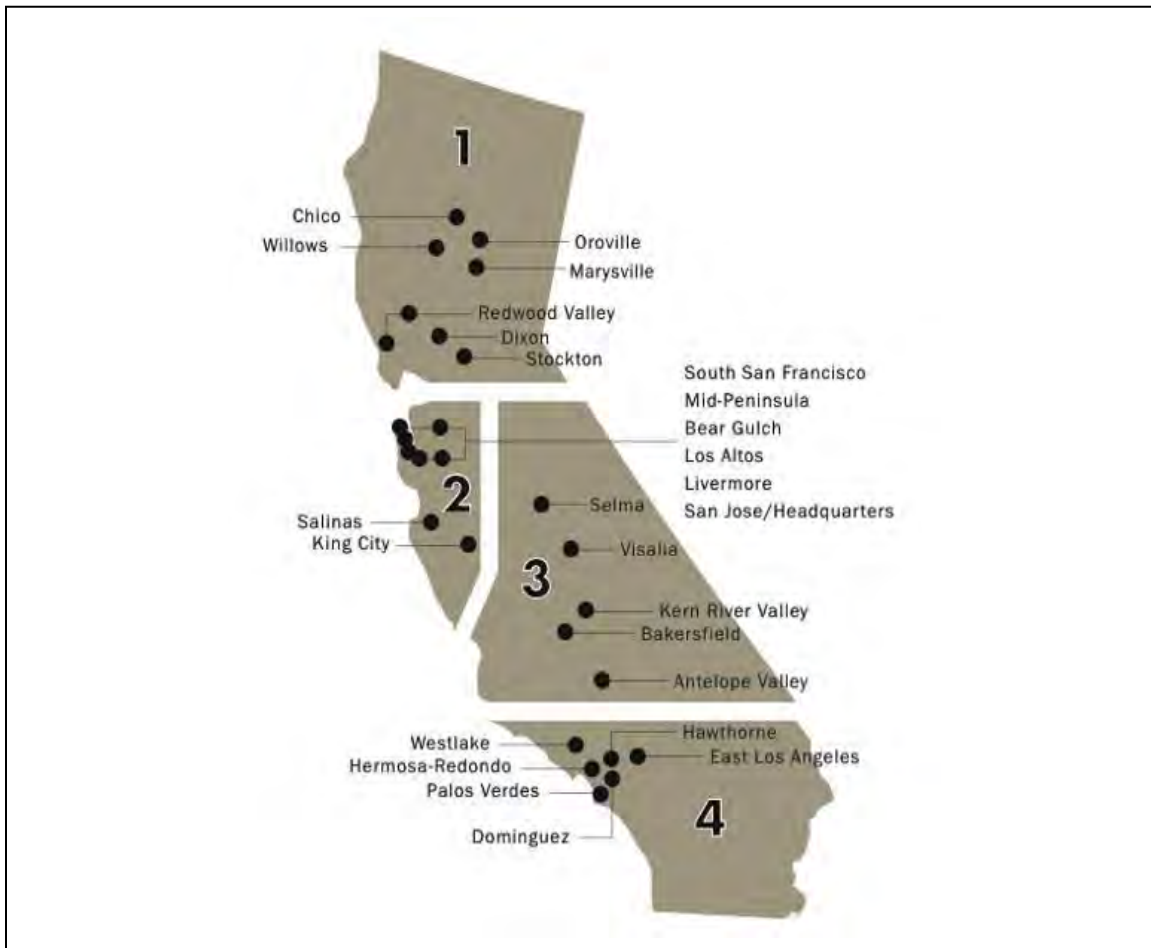 1
Chico
Willows
Oroville
Marysville
Redwood Valley
Dixon
Stockton
South San Francisco
Mid-Peninsula
Bear Gulch
Los Altos
Livermore
San Jose/Headquarters
2
Salinas
King City
Selma
Visalia
3
Kern River Valley
Bakersfield
Antelope Valley
Westlake
Hawthorne
Hermosa-Redondo
East Los Angeles
Palos Verdes
4
Dominguez